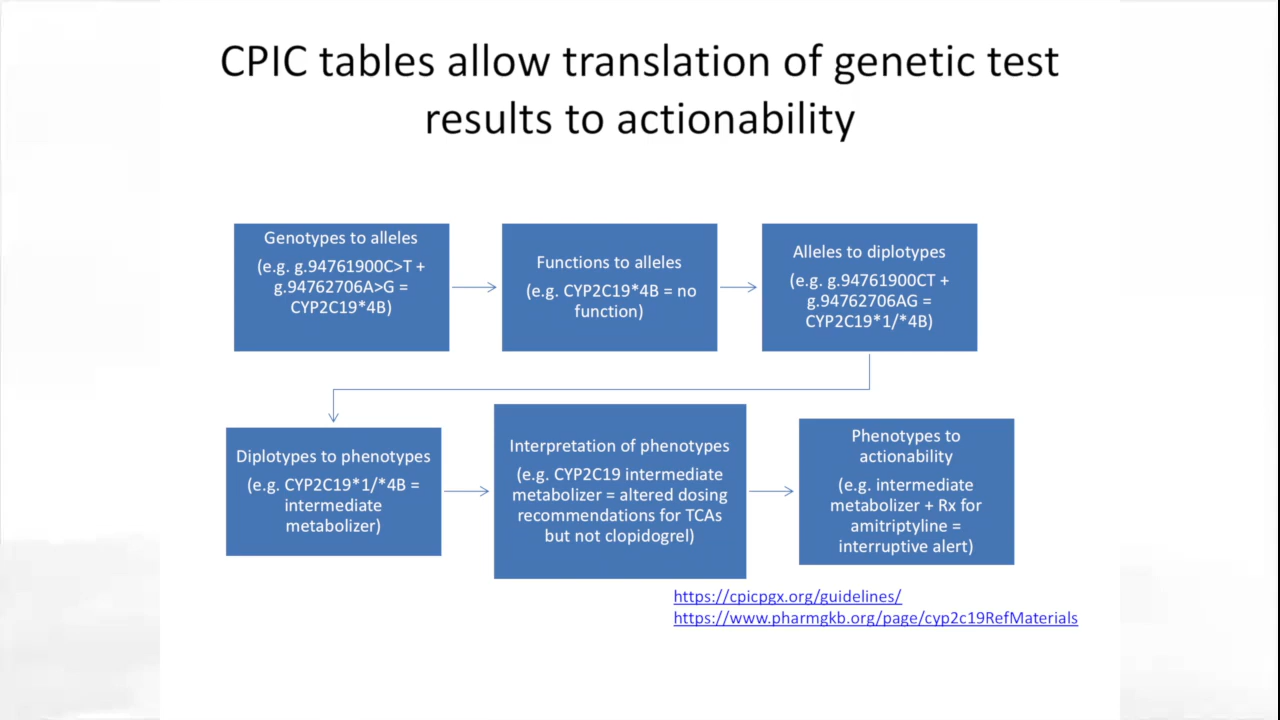 CPIC tables allow translation of genetic test
results to actionability
Genotypes to alleles
(e.g. g.94761900C>T +
g.94762706A>G =
CYP2C19*4B)
Functions to alleles
(e.g. CYP2C19*4B = no
function)
Alleles to diplotypes
(e.g. g.94761900CT +
g.94762706AG =
CYP2C19*1/*4B)
Diplotypes to phenotypes
(e.g. CYP2C19*1/*4B =
intermediate
metabolizer)
Interpretation of phenotypes
(e.g. CYP2C19 intermediate
metabolizer = altered dosing
recommendations for TCAs
but not clopidogrel)
Phenotypes to
actionability
(e.g. intermediate
metabolizer + Rx for
amitriptyline =
interruptive alert)
https://cpicpgx.org/guidelines/
https://www.pharmgkb.org/page/cyp2c19RefMaterials